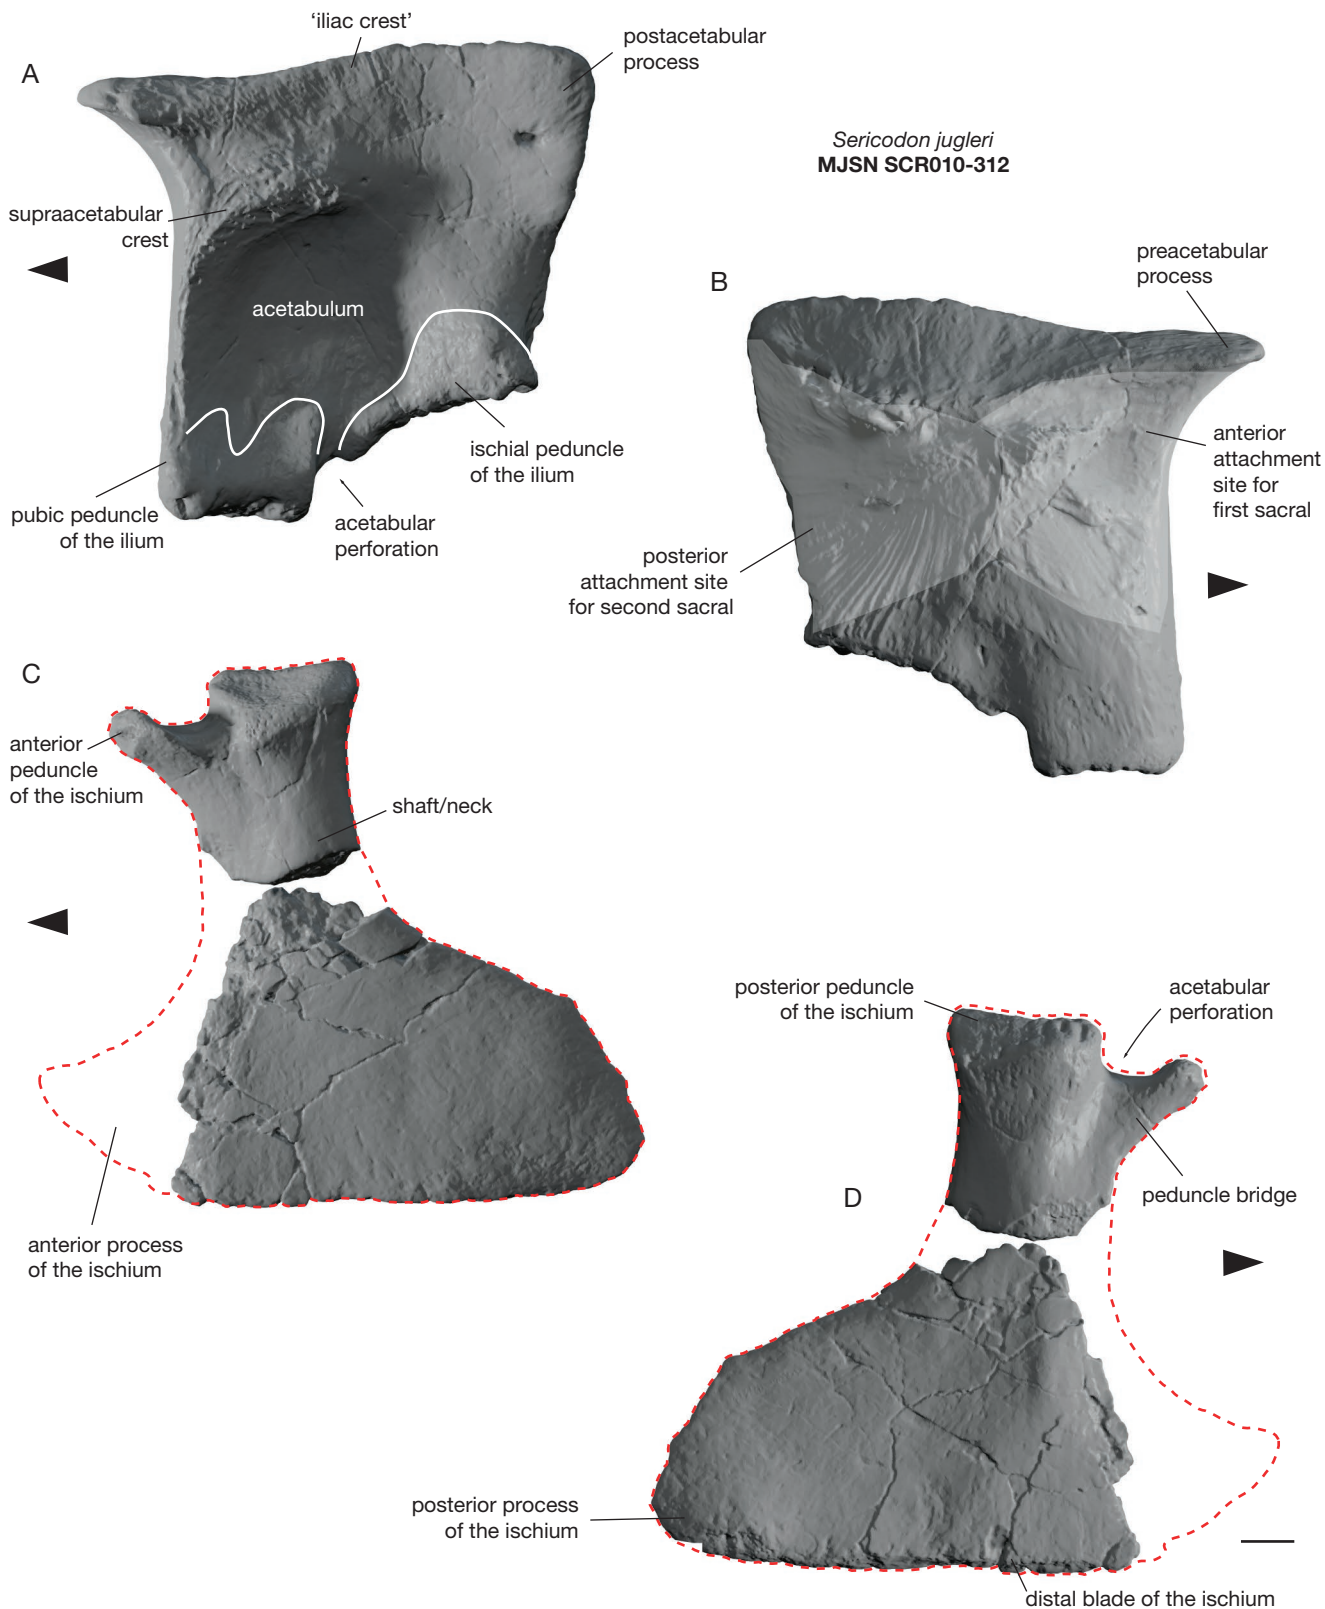 A
'iliac crest'
postacetabular
process
Sericodon jugleri
MJSN SCR010-312
supraacetabular
crest
acetabulum
ischial peduncle
of the ilium
pubic peduncle
of the ilium
acetabular
perforation
B
preacetabular
process
anterior
attachment
site for
first sacral
posterior
attachment site
for second sacral
C
anterior
peduncle
of the ischium
shaft/neck
anterior process
of the ischium
posterior peduncle
of the ischium
acetabular
perforation
D
peduncle bridge
posterior process
of the ischium
distal blade of the ischium